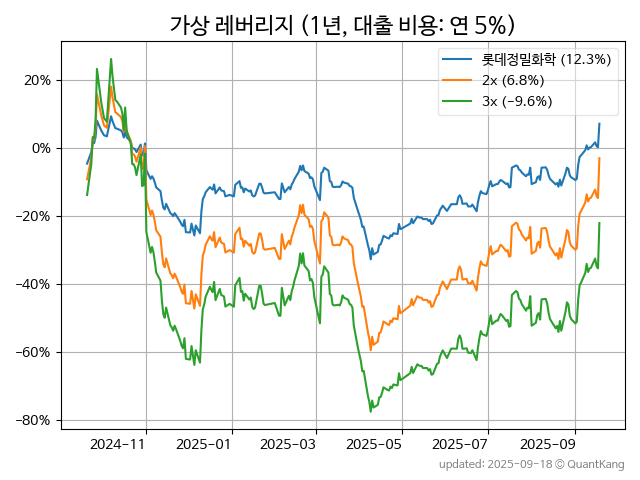 가상 레버리지 (1년, 대출 비용: 연 5%)
롯데정밀화학 (12.3%)
2x (6.8%)
3x (-9.6%)
20%
0%
-20%
-40%
-60%
-80%
2024-11 2025-01 2025-03 2025-05 2025-07 2025-09
updated: 2025-09-18 © QuantKang